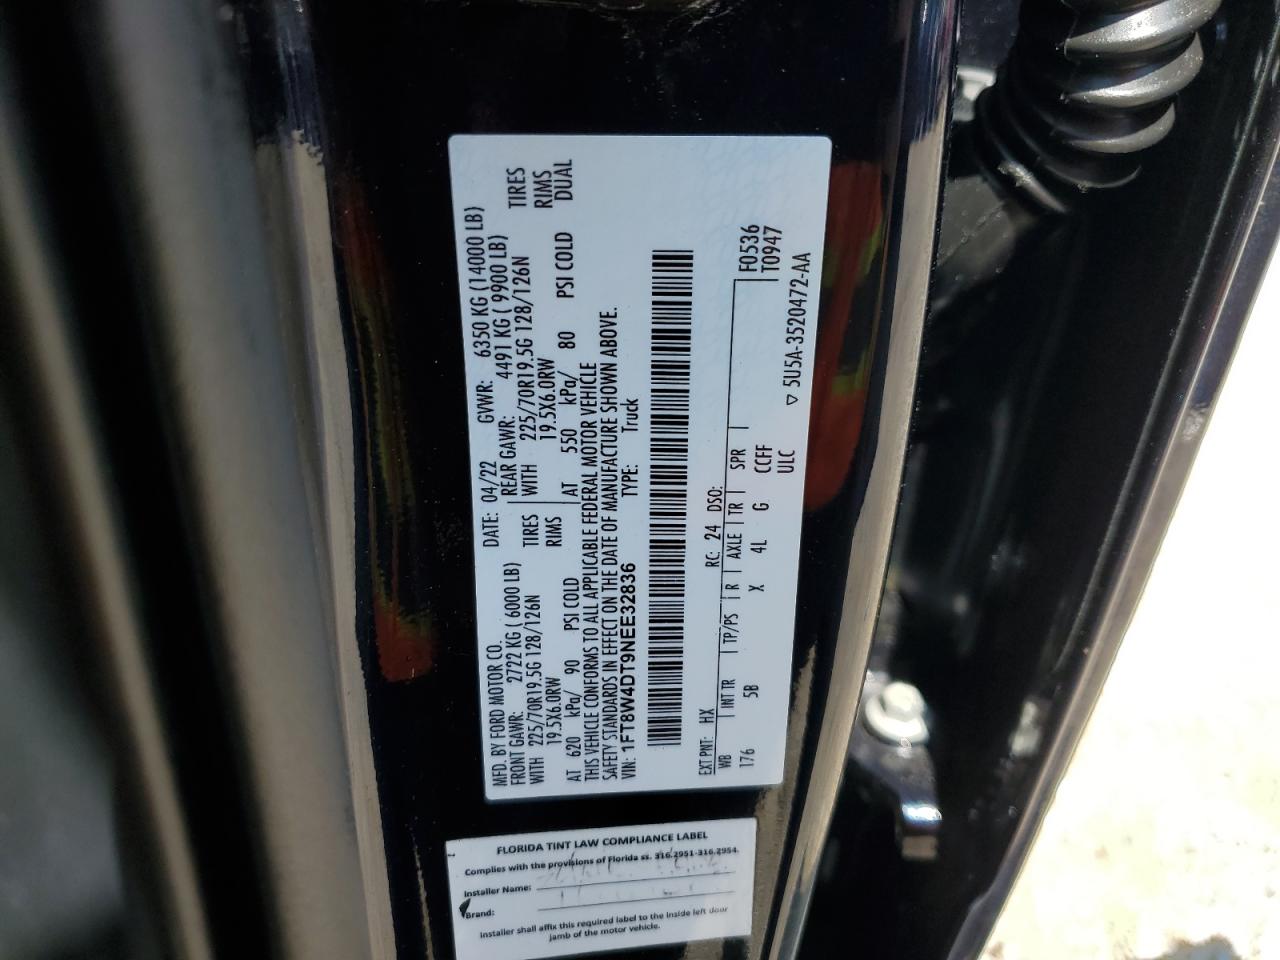 MFD. BY FORD MOTOR CO.
DATE: 04/22 GVWR: 6350 KG (14000 LB)
FRONT GAWR: 2722 KG ( 6000 LB)
REAR GAWR: 4491 KG ( 9900 LB)
WITH 225/70R19.5G 128/126N TIRES
WITH 225/70R19.5G 128/126N TIRES
19.5X6.0RW RIMS
19.5X6.0RW RIMS
AT 620 kPa/ 90 PSI COLD
AT 550 kPa/ 80 PSI COLD DUAL
THIS VEHICLE CONFORMS TO ALL APPLICABLE FEDERAL MOTOR VEHICLE
SAFETY STANDARDS IN EFFECT ON THE DATE OF MANUFACTURE SHOWN ABOVE.
VIN: 1FT8W4DT9NEE32836 TYPE: Truck
EXT PNT: HX RC: 24 DSO:
WB INT TR TP/PS R AXLE TR SPR F0536
176 5B X 4L G CCFF T0947
ULC
▽ 5U5A-3520472-AA
FLORIDA TINT LAW COMPLIANCE LABEL
Complies with the provisions of Florida ss. 316.2951-316.2954.
Installer Name:
Brand:
Installer shall affix this required label to the inside left door
jamb of the motor vehicle.